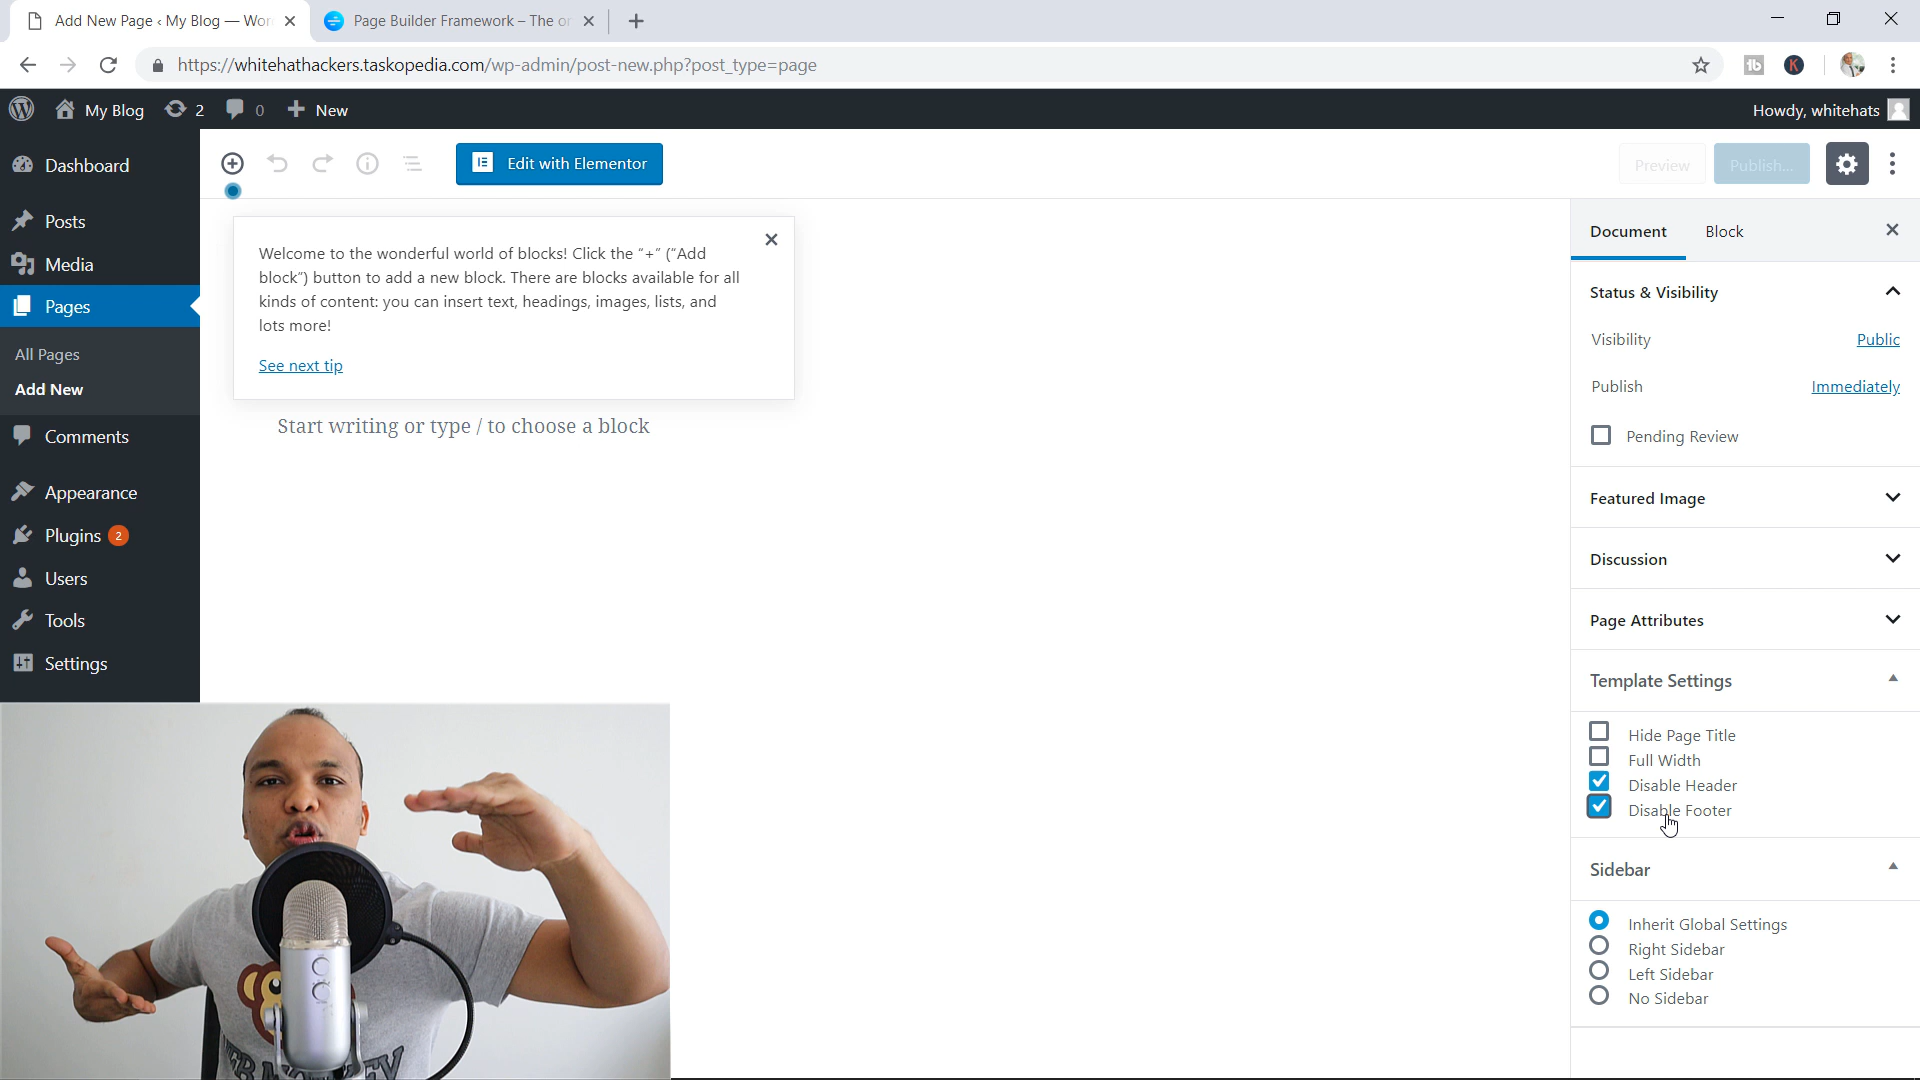 Add New Page ‹ My Blog — Wor
Page Builder Framework – The or
https://whitehathackers.taskopedia.com/wp-admin/post-new.php?post_type=page
tb
K
My Blog
2
0
New
Howdy, whitehats
Dashboard
Posts
Media
Pages
All Pages
Add New
Comments
Appearance
Plugins 2
Users
Tools
Settings
Edit with Elementor
Preview
Publish...
Welcome to the wonderful world of blocks! Click the “+” (“Add
block”) button to add a new block. There are blocks available for all
kinds of content: you can insert text, headings, images, lists, and
lots more!
See next tip
Start writing or type / to choose a block
Document
Block
Status & Visibility
Visibility
Public
Publish
Immediately
Pending Review
Featured Image
Discussion
Page Attributes
Template Settings
Hide Page Title
Full Width
Disable Header
Disable Footer
Sidebar
Inherit Global Settings
Right Sidebar
Left Sidebar
No Sidebar